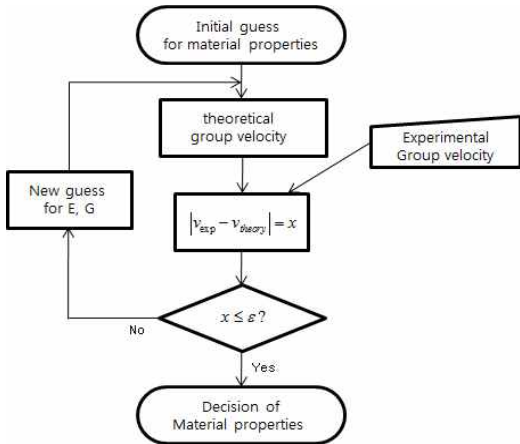 Initial guess
for material properties
theoretical
group velocity
Experimental
Group velocity
New guess
for E, G
|v_exp − v_theory| = x
x ≤ ε?
No
Yes
Decision of
Material properties